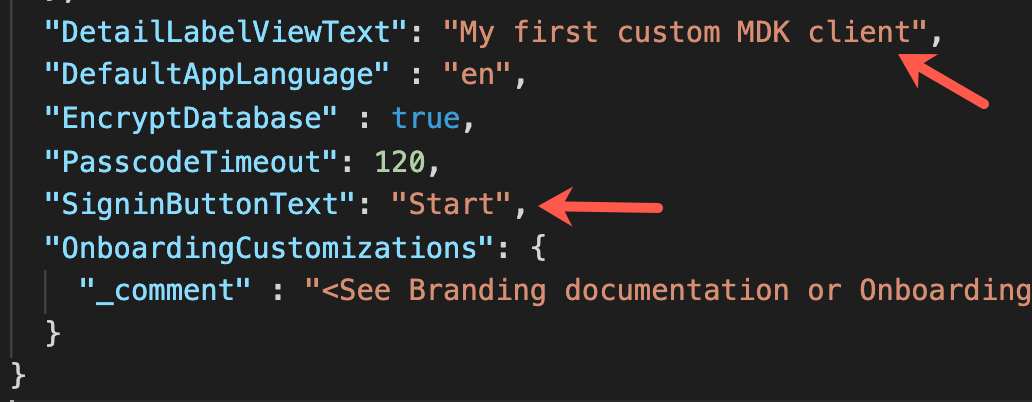 "DetailLabelViewText": "My first custom MDK client",
"DefaultAppLanguage" : "en",
"EncryptDatabase" : true,
"PasscodeTimeout": 120,
"SigninButtonText": "Start",
"OnboardingCustomizations": {
"_comment" : "<See Branding documentation or Onboarding
}
}